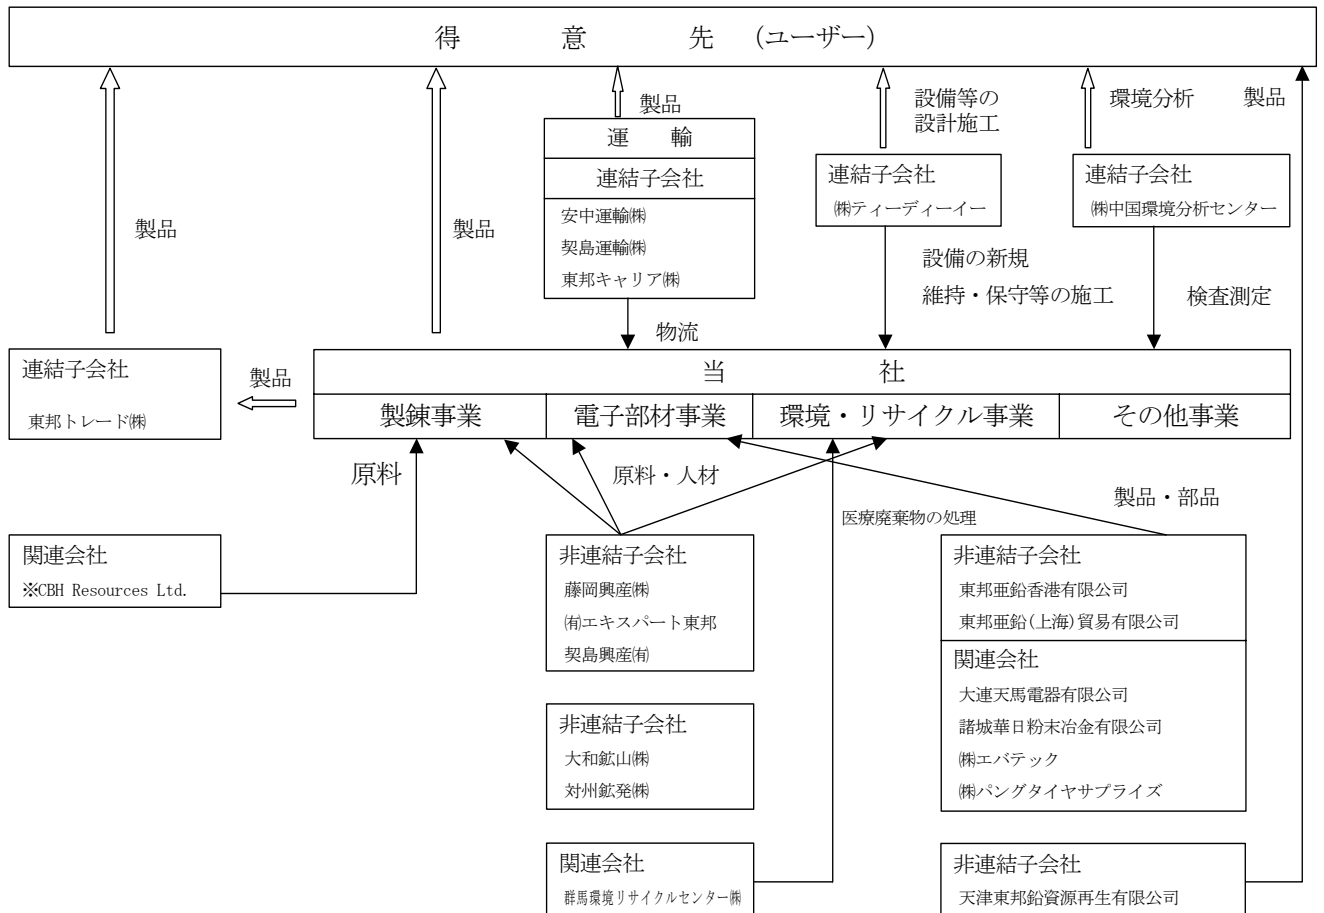 得　意　先　(ユーザー)
製品
製品
製品
設備等の
設計施工
環境分析
製品
運　輸
連結子会社
安中運輸㈱
契島運輸㈱
東邦キャリア㈱
連結子会社
㈱ティーディーイー
連結子会社
㈱中国環境分析センター
物流
設備の新規
維持・保守等の施工
検査測定
連結子会社
東邦トレード㈱
製品
当　社
製錬事業
電子部材事業
環境・リサイクル事業
その他事業
原料
原料・人材
医療廃棄物の処理
製品・部品
関連会社
※CBH Resources Ltd.
非連結子会社
藤岡興産㈱
㈲エキスパート東邦
契島興産㈲
非連結子会社
東邦亜鉛香港有限公司
東邦亜鉛(上海)貿易有限公司
関連会社
大連天馬電器有限公司
諸城華日粉末冶金有限公司
㈱エバテック
㈱パングタイヤサプライズ
非連結子会社
大和鉱山㈱
対州鉱発㈱
関連会社
群馬環境リサイクルセンター㈱
非連結子会社
天津東邦鉛資源再生有限公司